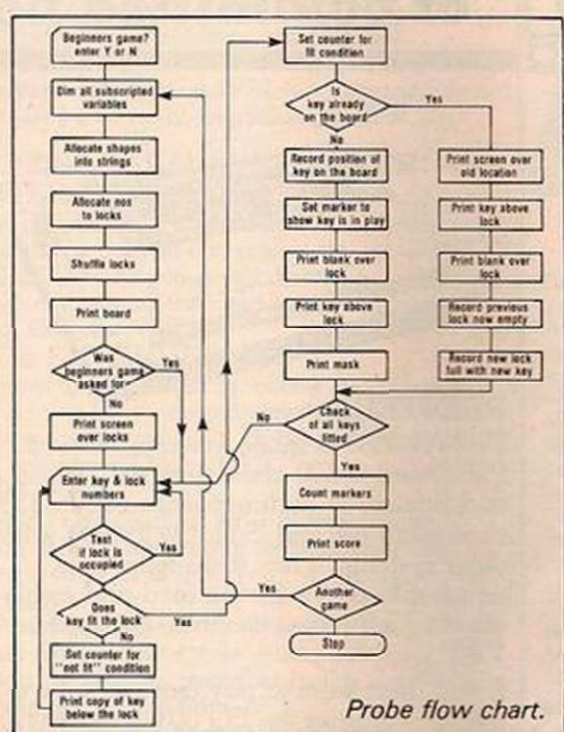 Beginners game?
enter Y or N
Dim all subscripted
variables
Allocate shapes
into strings
Allocate nos
to locks
Shuffle locks
Print board
Was
beginners game
asked for
Yes
No
Print screen
over locks
Enter key & lock
numbers
Test
if lock is
occupied
Yes
Does
key fit the lock
Yes
No
Set counter for
"not fit" condition
Print copy of key
below the lock
Set counter for
fit condition
Is
key already
on the board
Yes
No
Record position of
key on the board
Set marker to
show key is in play
Print blank over
lock
Print key above
lock
Print mask
Print screen over
old location
Print key above
lock
Print blank over
lock
Record previous
lock now empty
Record new lock
full with new key
Check
of all keys
fitted
No
Yes
Count markers
Print score
Another
game
Yes
Stop
Probe flow chart.